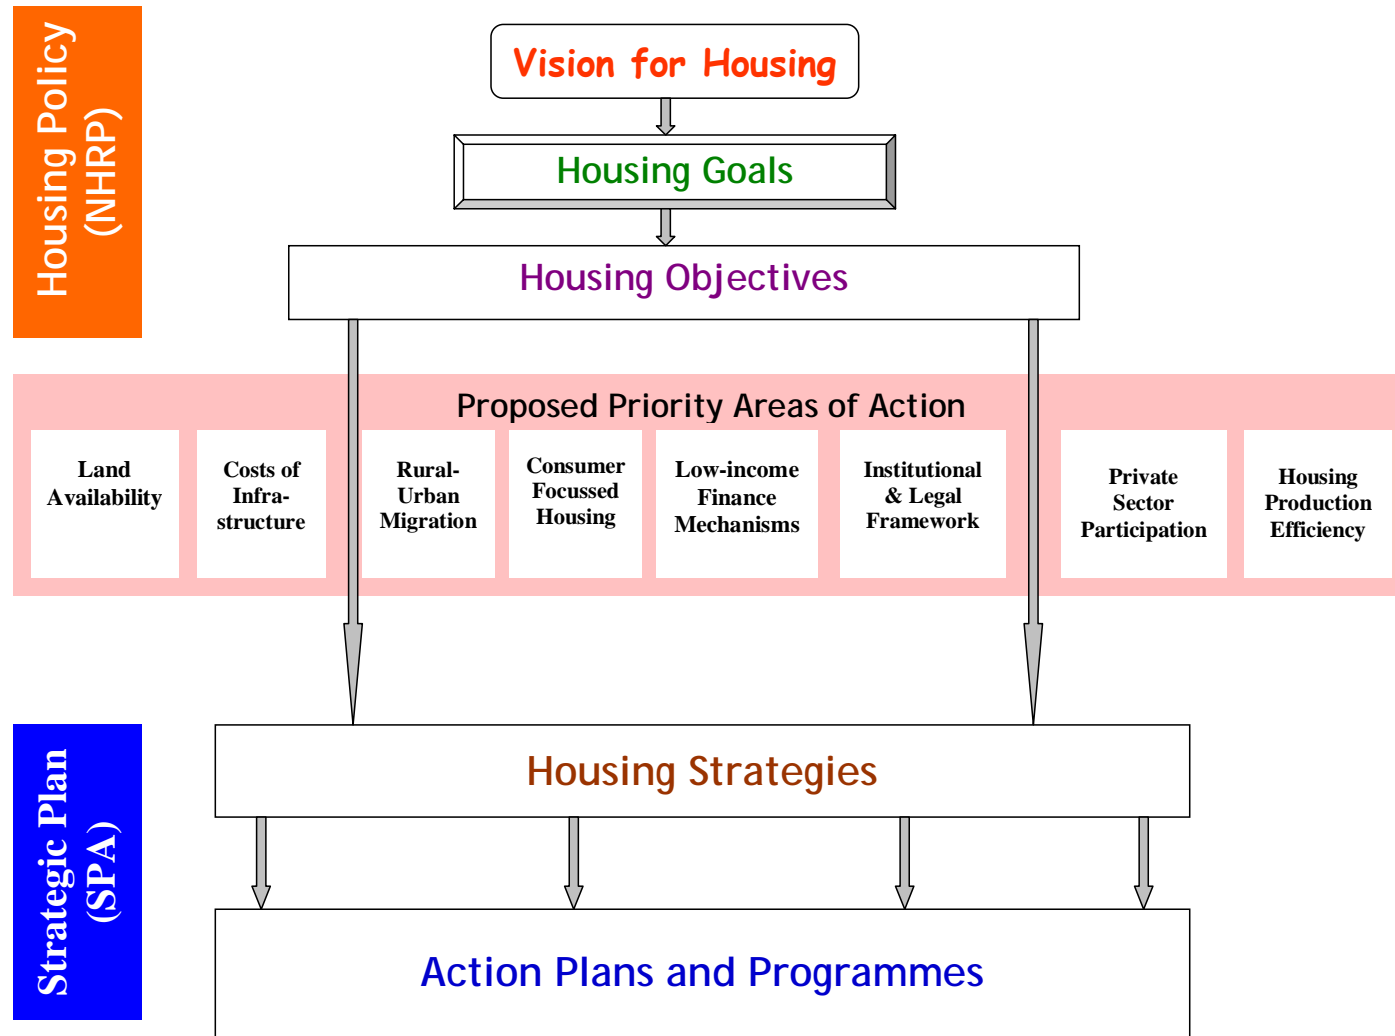 Housing Policy
(NHRP)
Vision for Housing
Housing Goals
Housing Objectives
Proposed Priority Areas of Action
Land
Availability
Costs of
Infra-
structure
Rural-
Urban
Migration
Consumer
Focussed
Housing
Low-income
Finance
Mechanisms
Institutional
& Legal
Framework
Private
Sector
Participation
Housing
Production
Efficiency
Strategic Plan
(SPA)
Housing Strategies
Action Plans and Programmes